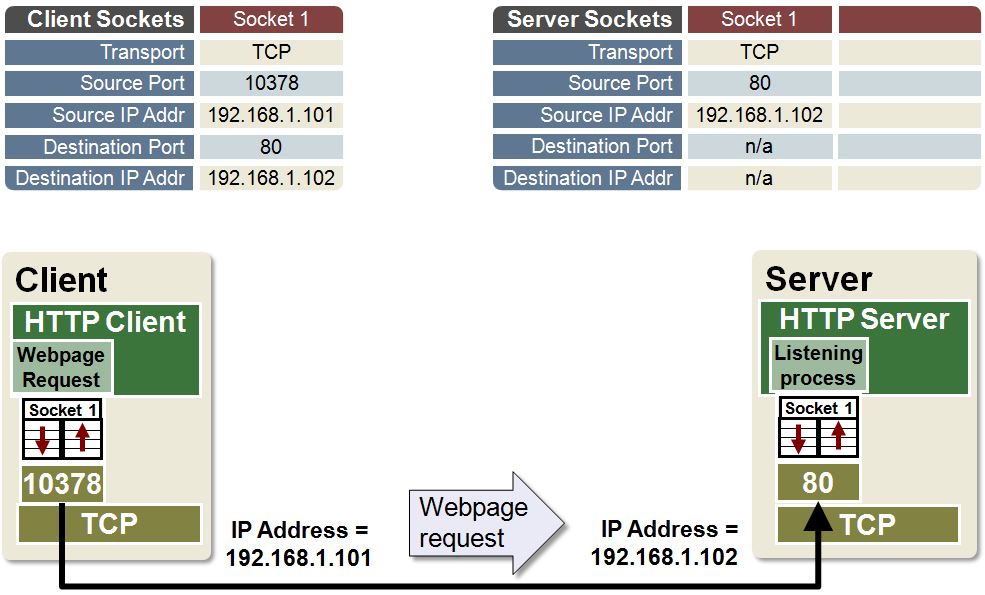 Client Sockets Socket 1
Transport TCP
Source Port 10378
Source IP Addr 192.168.1.101
Destination Port 80
Destination IP Addr 192.168.1.102
Server Sockets Socket 1
Transport TCP
Source Port 80
Source IP Addr 192.168.1.102
Destination Port n/a
Destination IP Addr n/a
Client
HTTP Client
Webpage
Request
Socket 1
10378
TCP
IP Address =
192.168.1.101
Webpage
request
IP Address =
192.168.1.102
Server
HTTP Server
Listening
process
Socket 1
80
TCP